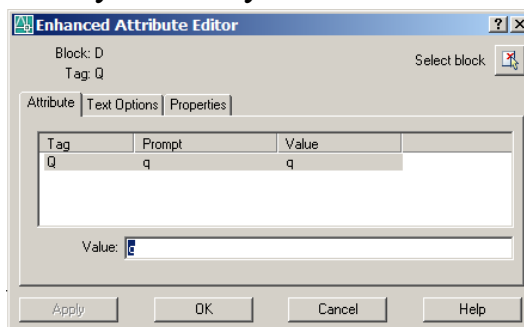 Enhanced Attribute Editor
Block: D
Tag: Q
Select block
Attribute Text Options Properties
Tag Prompt Value
Q q q
Value: q
Apply OK Cancel Help